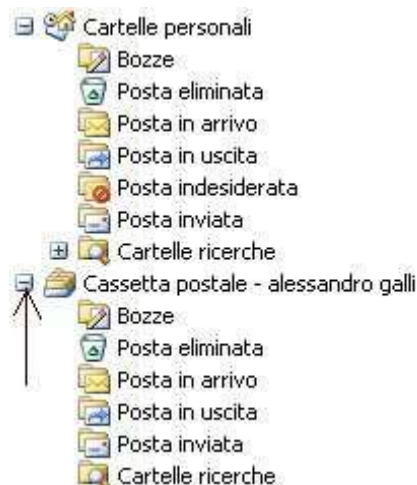 Cartelle personali
Bozze
Posta eliminata
Posta in arrivo
Posta in uscita
Posta indesiderata
Posta inviata
Cartelle ricerche
Cassetta postale - alessandro galli
Bozze
Posta eliminata
Posta in arrivo
Posta in uscita
Posta inviata
Cartelle ricerche